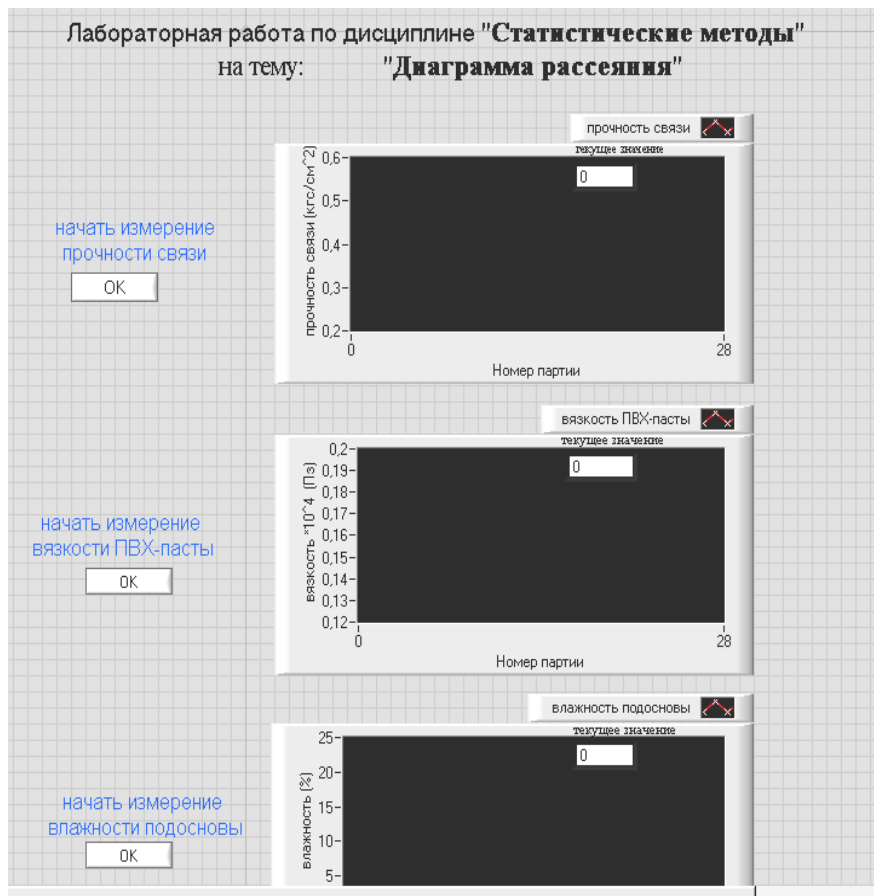 Лабораторная работа по дисциплине "Статистические методы"
на тему: "Диаграмма рассеяния"
прочность связи
текущее значение
0
начать измерение
прочности связи
OK
прочность связи (кгс/см^2)
0,6
0,5
0,4
0,3
0,2
0
28
Номер партии
вязкость ПВХ-пасты
текущее значение
0
начать измерение
вязкости ПВХ-пасты
OK
вязкость *10^4 (Пз)
0,2
0,19
0,18
0,17
0,16
0,15
0,14
0,13
0,12
0
28
Номер партии
влажность подосновы
текущее значение
0
начать измерение
влажности подосновы
OK
влажность (%)
25
20
15
10
5